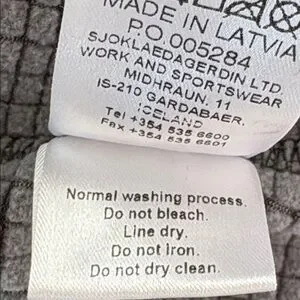 MADE IN LATVIA
P.O. 005284
SJOKLAEDAGERDIN LTD
WORK AND SPORTSWEAR
MIDHRAUN. 11
IS-210 GARDABAER.
ICELAND
Tel +354 535 6600
Fax +354 535 6601
Normal washing process.
Do not bleach.
Line dry.
Do not Iron.
Do not dry clean.